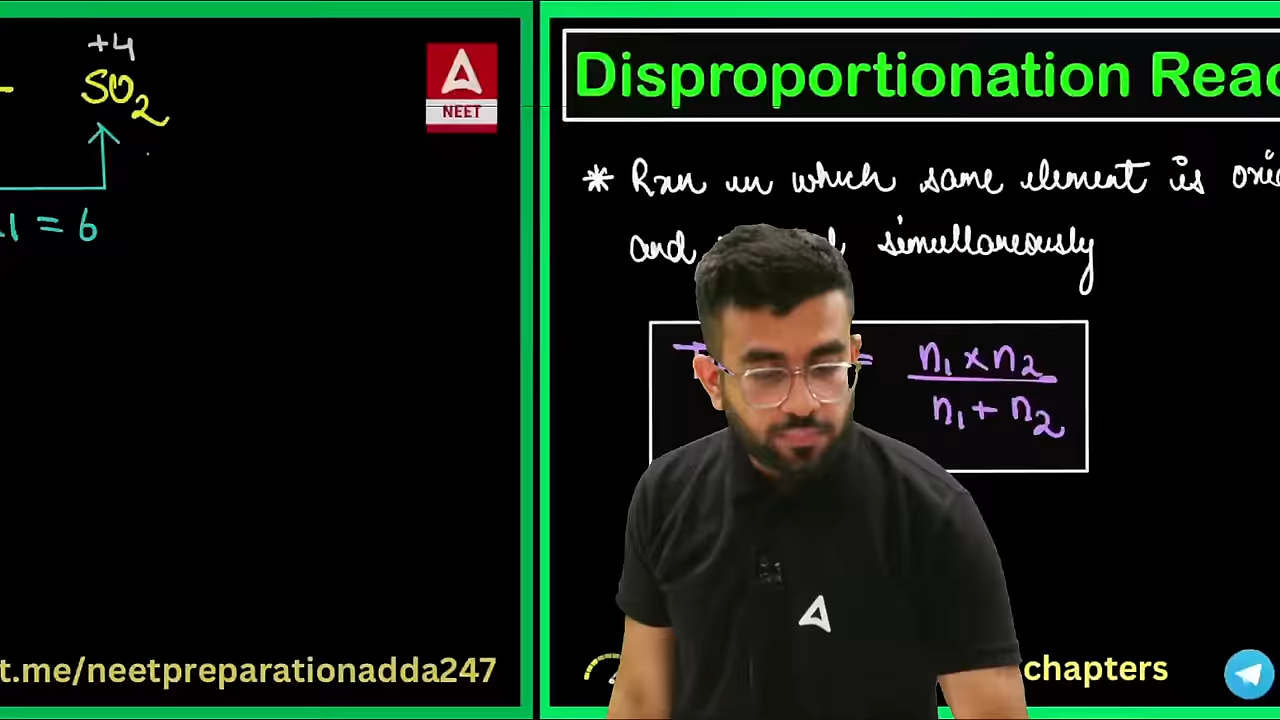 +4
SO2
NEET
1 = 6
t.me/neetpreparationadda247
Disproportionation Reac
* Rxn in which same element is oxi
and simultaneously
= n1 × n2
n1 + n2
chapters